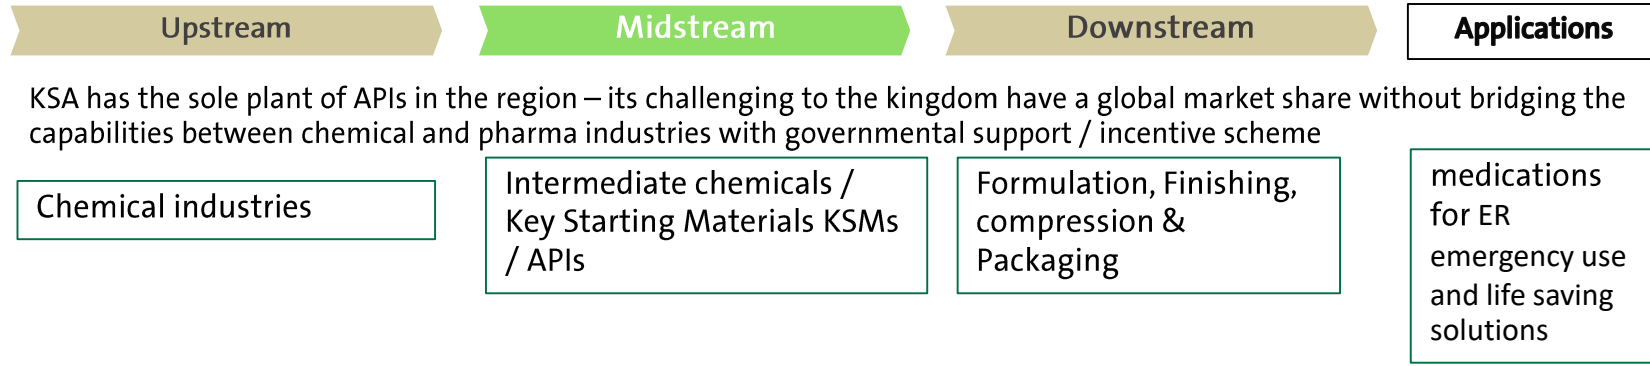 Upstream
Midstream
Downstream
Applications
KSA has the sole plant of APIs in the region – its challenging to the kingdom have a global market share without bridging the
capabilities between chemical and pharma industries with governmental support / incentive scheme
Chemical industries
Intermediate chemicals /
Key Starting Materials KSMs
/ APIs
Formulation, Finishing,
compression &
Packaging
medications
for ER
emergency use
and life saving
solutions